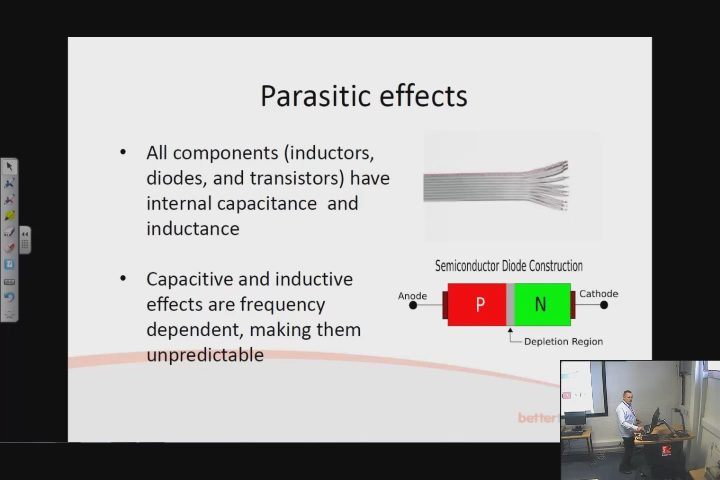 Parasitic effects
• All components (inductors,
diodes, and transistors) have
internal capacitance and
inductance
• Capacitive and inductive
effects are frequency
dependent, making them
unpredictable
Semiconductor Diode Construction
Anode
P
N
Cathode
Depletion Region
better